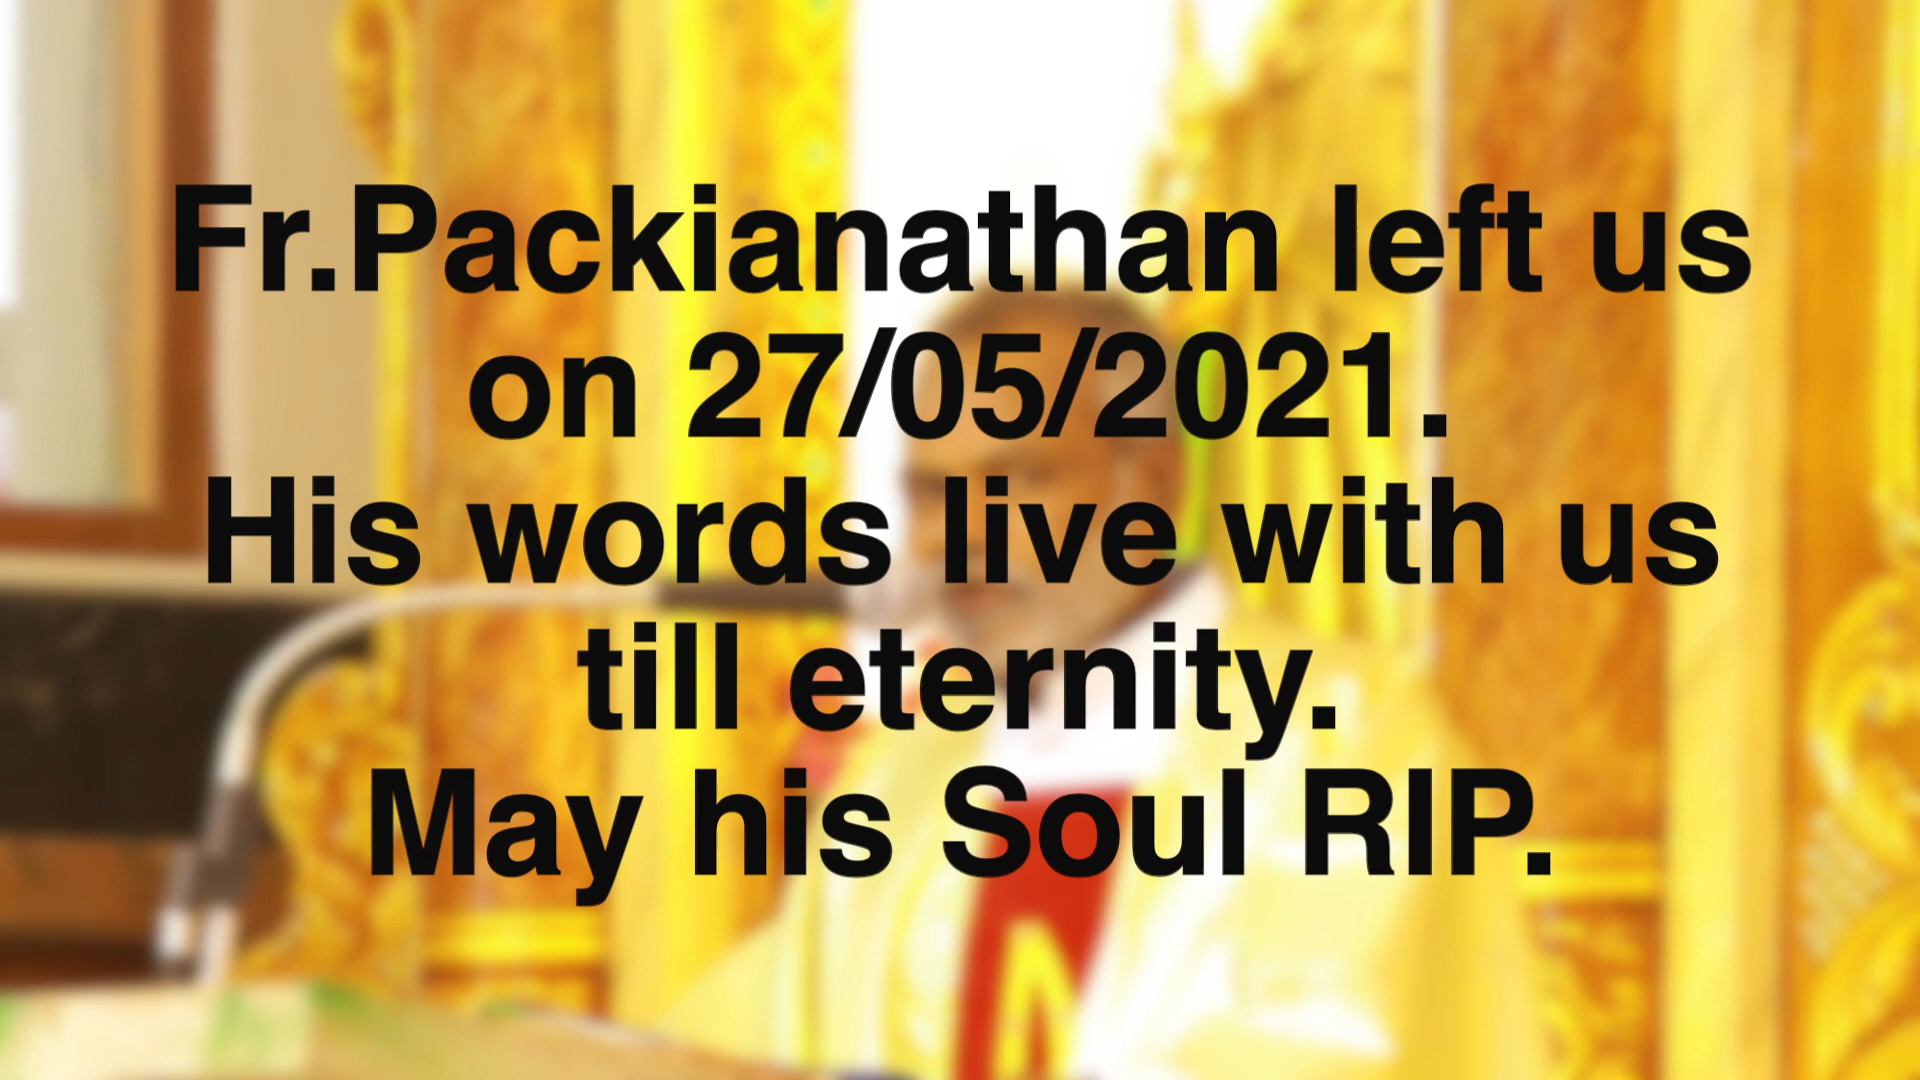 Fr.Packianathan left us
on 27/05/2021.
His words live with us
till eternity.
May his Soul RIP.